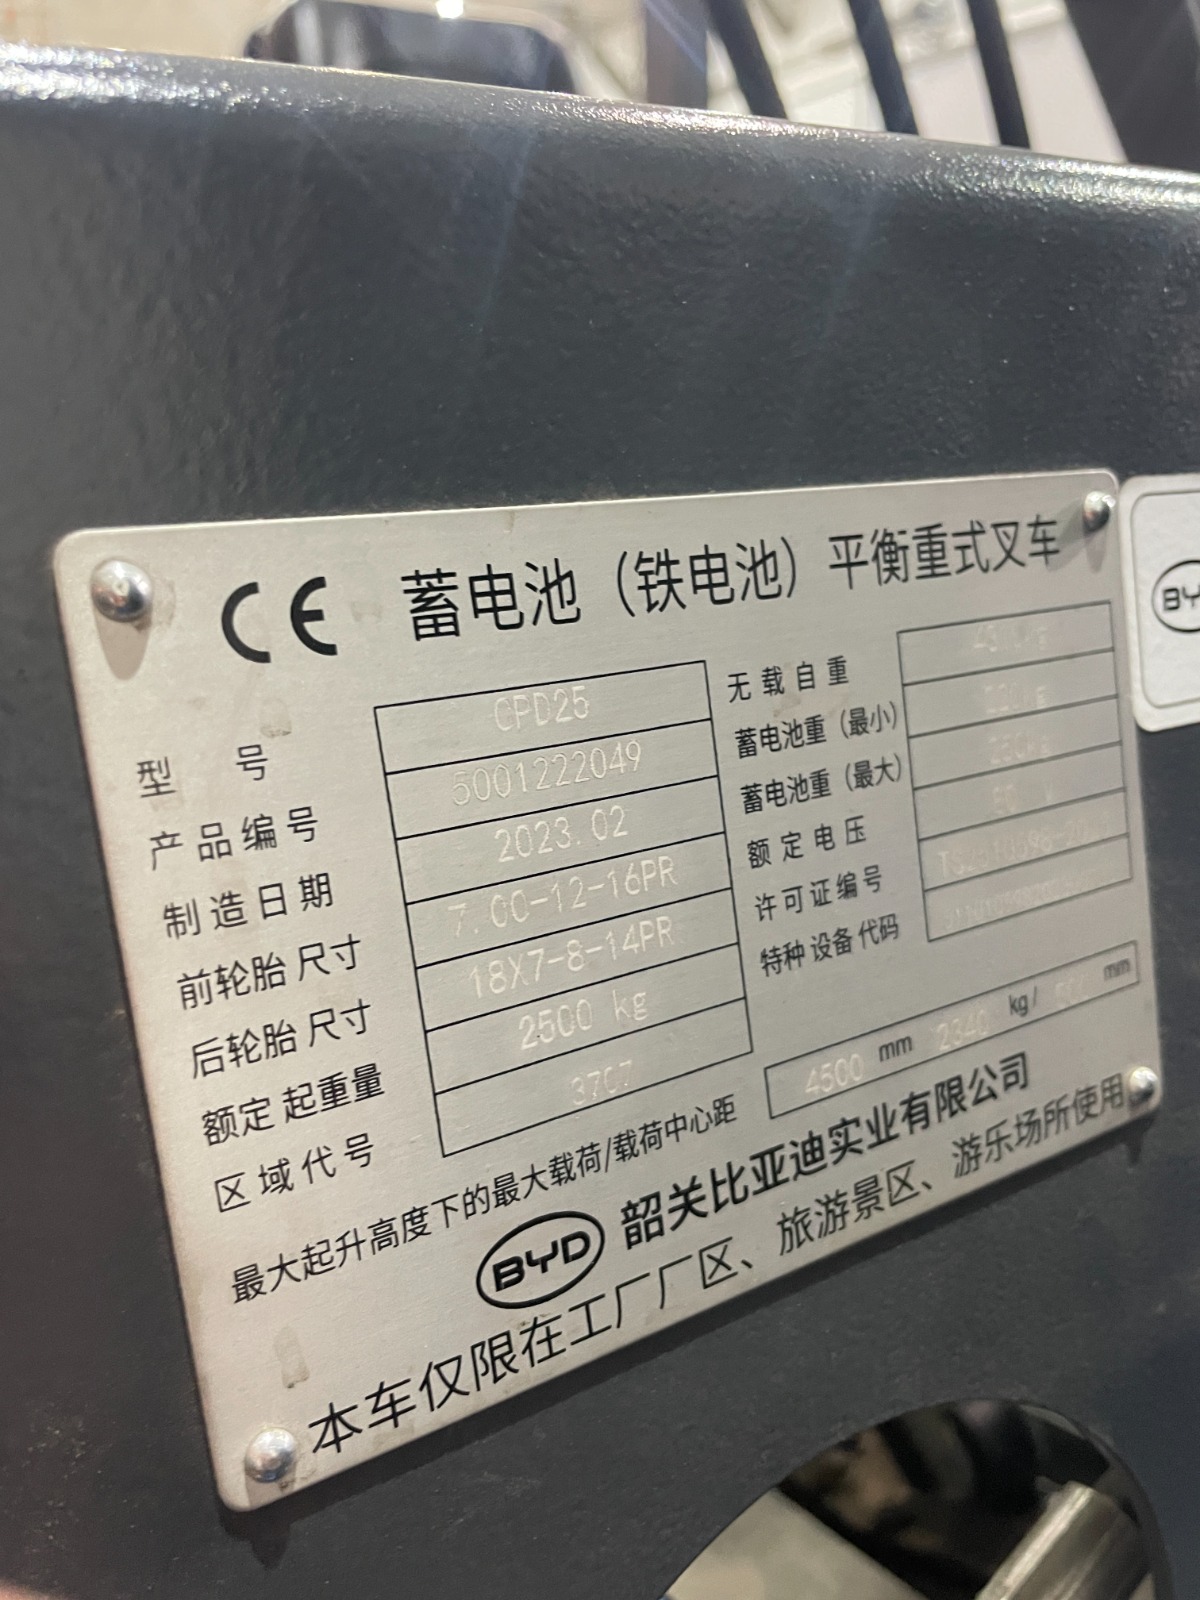 CE 蓄电池（铁电池）平衡重式叉车
型 号 CPD25
产品编号 5001222049
制造日期 2023.02
前轮胎尺寸 7.00-12-16PR
后轮胎尺寸 18X7-8-14PR
额定起重量 2500 kg
区域代号 37C7
无载自重
蓄电池重（最小）
蓄电池重（最大）
额定电压
许可证编号
特种设备代码
最大起升高度下的最大载荷/载荷中心距 4500 mm 2340 kg/ mm
BYD 韶关比亚迪实业有限公司
本车仅限在工厂厂区、旅游景区、游乐场所使用